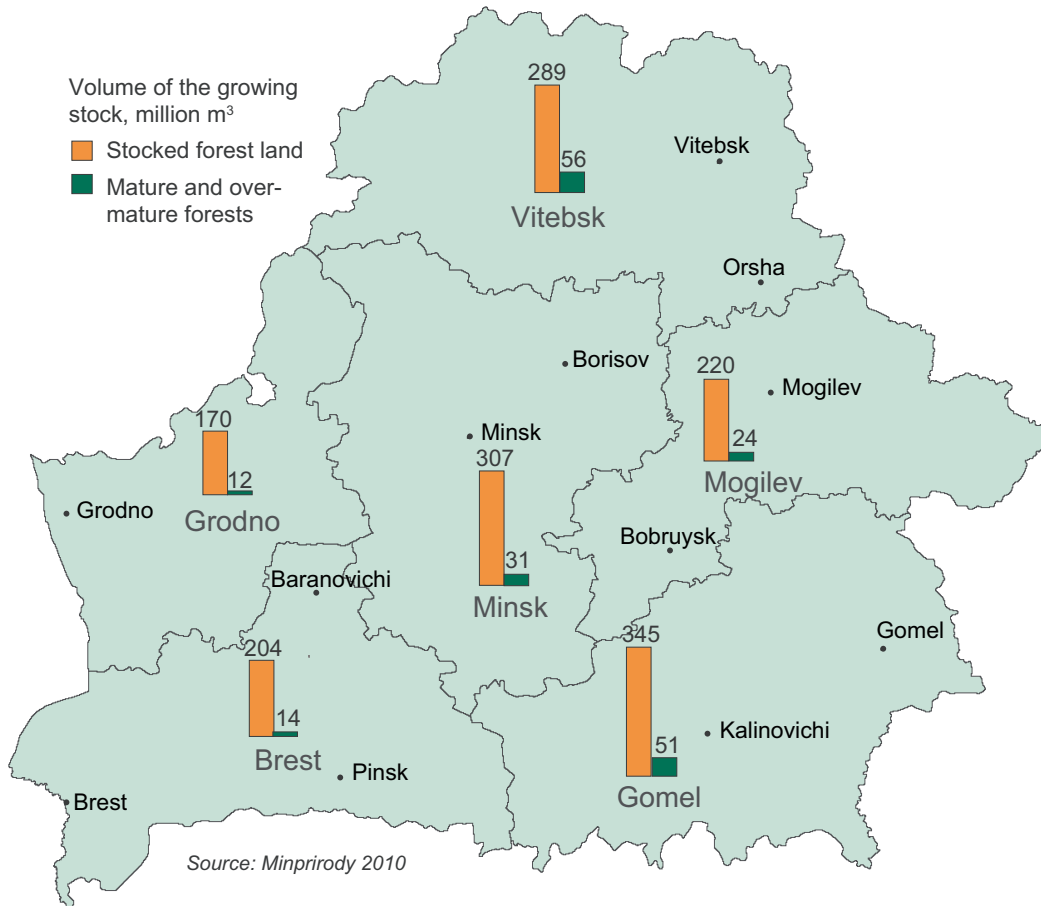 Volume of the growing
stock, million m³
Stocked forest land
Mature and over-
mature forests
289
56
Vitebsk
Vitebsk
Orsha
Borisov
220
24
Mogilev
Mogilev
170
12
Grodno
Grodno
Minsk
307
31
Minsk
Bobruysk
Baranovichi
345
51
Gomel
Gomel
Kalinovichi
204
14
Brest
Pinsk
Brest
Source: Minprirody 2010